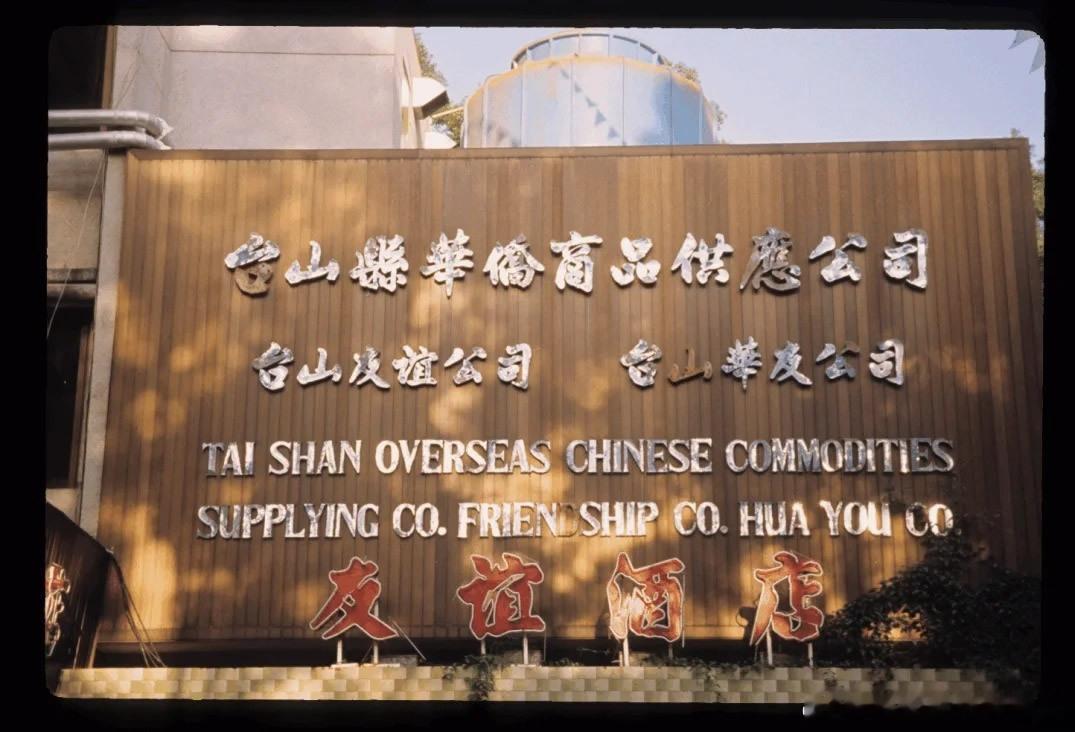 台山縣華僑商品供應公司
台山友誼公司 台山華友公司
TAI SHAN OVERSEAS CHINESE COMMODITIES
SUPPLYING CO. FRIENDSHIP CO. HUA YOU CO.
友誼酒店